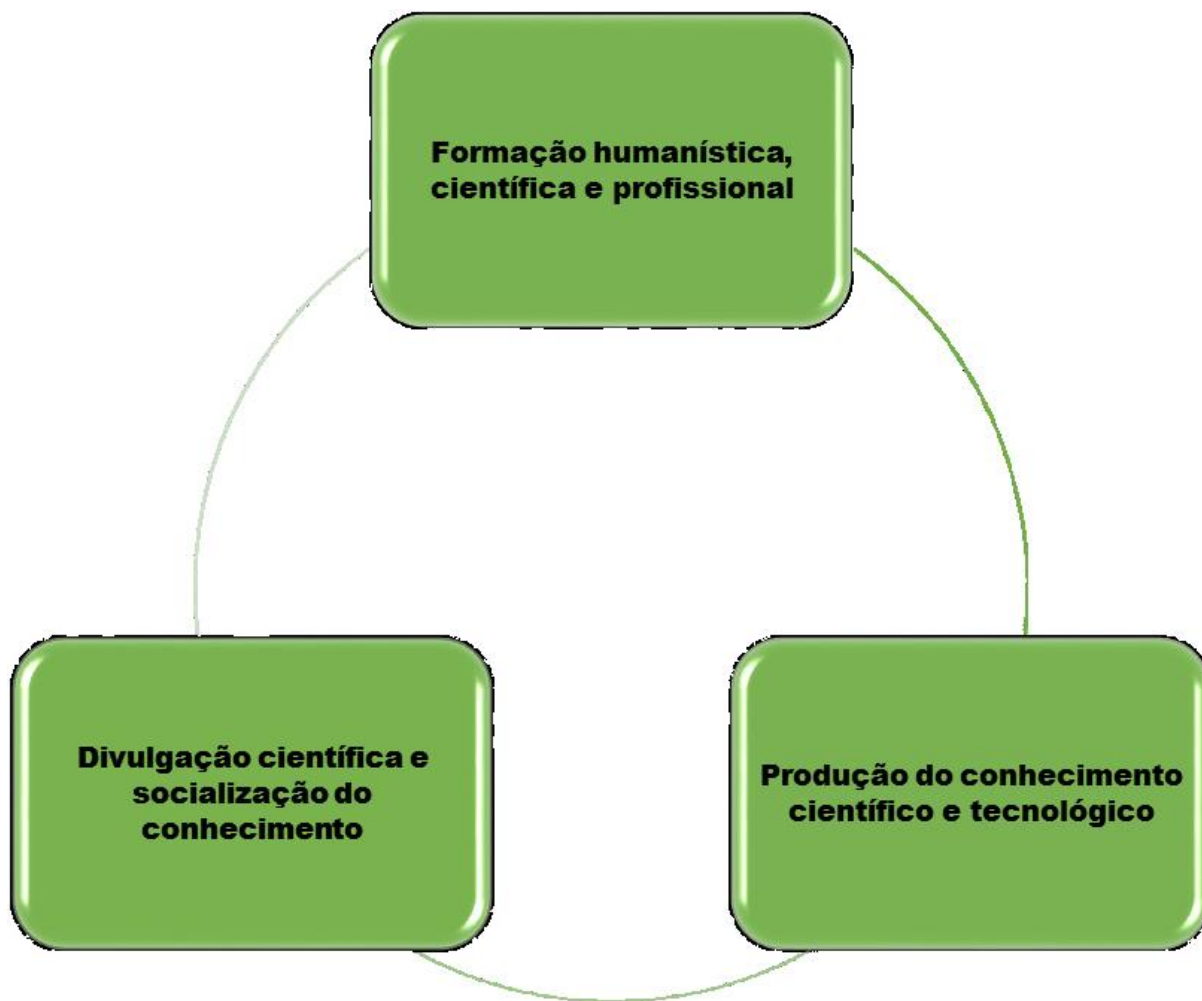 Formação humanística,
científica e profissional
Divulgação científica e
socialização do
conhecimento
Produção do conhecimento
científico e tecnológico